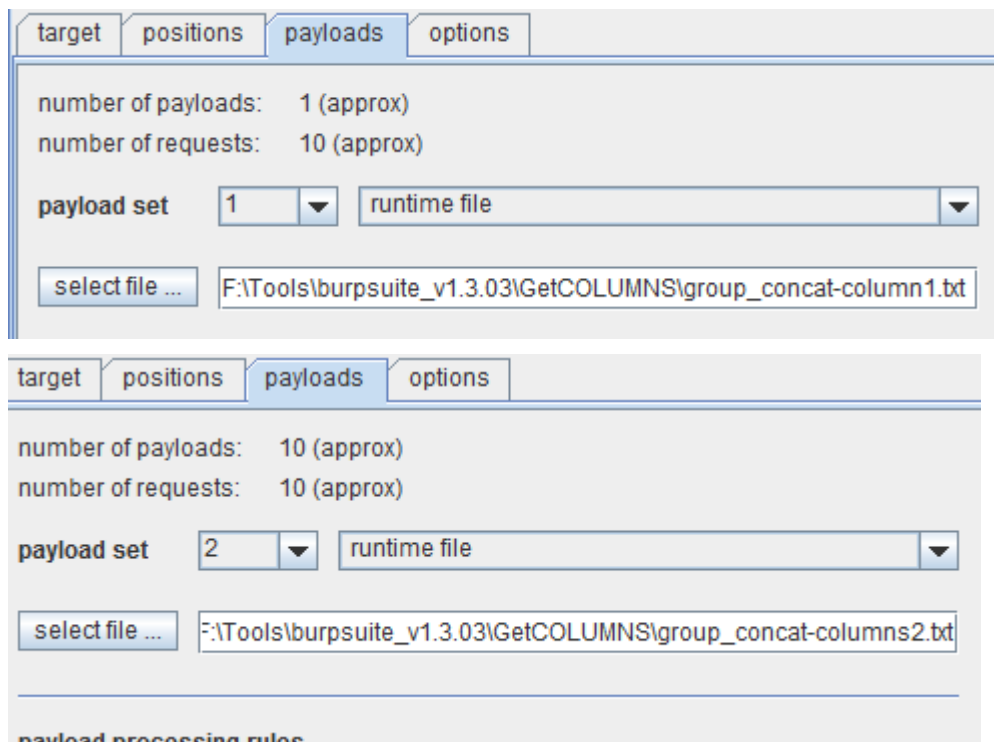 target positions payloads options
number of payloads: 1 (approx)
number of requests: 10 (approx)
payload set 1 runtime file
select file ... F:\Tools\burpsuite_v1.3.03\GetCOLUMNS\group_concat-column1.txt
target positions payloads options
number of payloads: 10 (approx)
number of requests: 10 (approx)
payload set 2 runtime file
select file ... F:\Tools\burpsuite_v1.3.03\GetCOLUMNS\group_concat-columns2.txt
payload processing rules